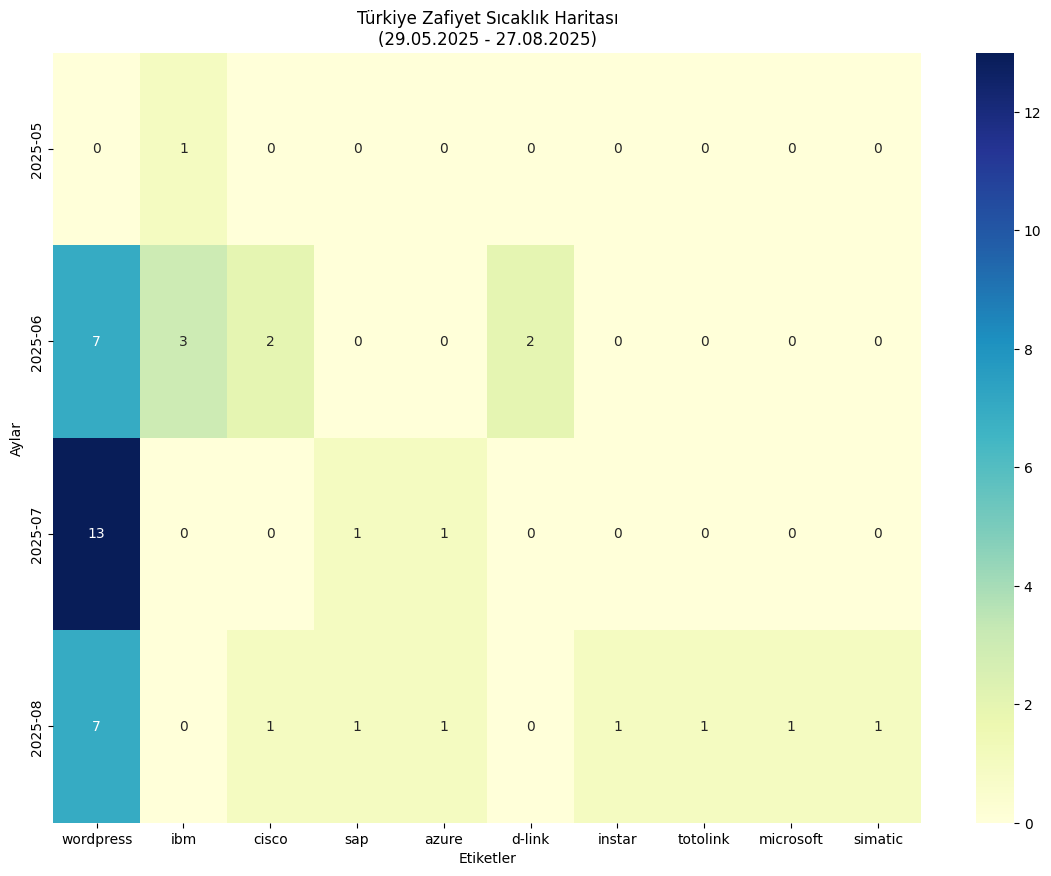 Türkiye Zafiyet Sıcaklık Haritası
(29.05.2025 - 27.08.2025)
Aylar
2025-05
0 1 0 0 0 0 0 0 0 0
2025-06
7 3 2 0 0 2 0 0 0 0
2025-07
13 0 0 1 1 0 0 0 0 0
2025-08
7 0 1 1 1 0 1 1 1 1
wordpress ibm cisco sap azure d-link instar totolink microsoft simatic
Etiketler
12
10
8
6
4
2
0